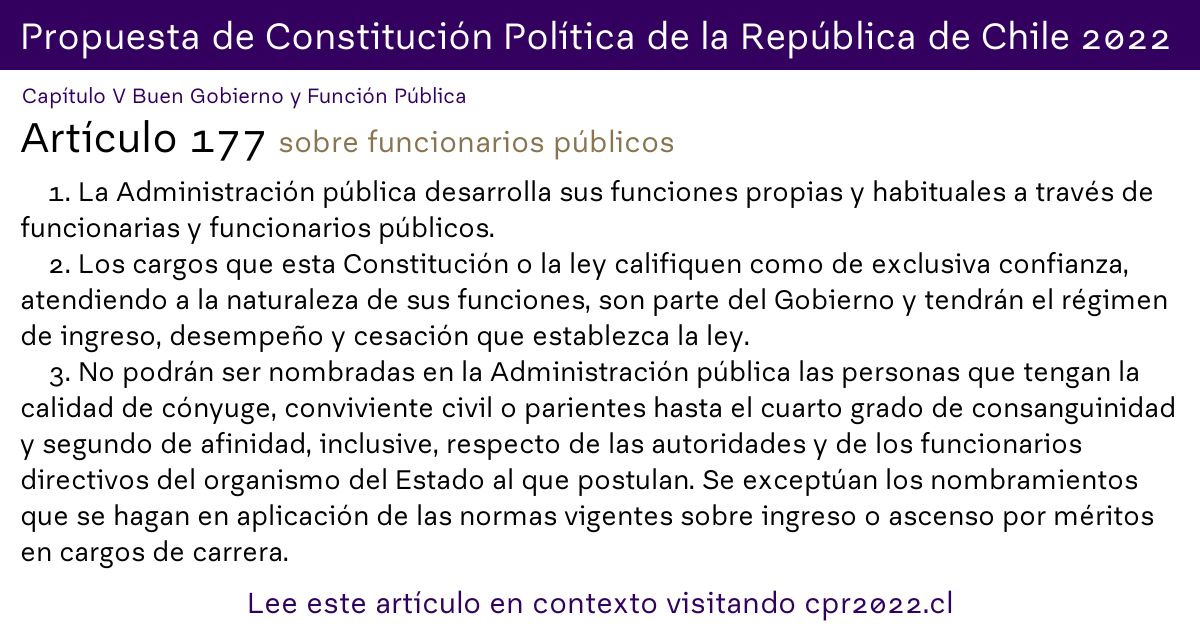 Propuesta de Constitución Política de la República de Chile 2022
Capítulo V Buen Gobierno y Función Pública
Artículo 177 sobre funcionarios públicos
1. La Administración pública desarrolla sus funciones propias y habituales a través de
funcionarias y funcionarios públicos.
2. Los cargos que esta Constitución o la ley califiquen como de exclusiva confianza,
atendiendo a la naturaleza de sus funciones, son parte del Gobierno y tendrán el régimen
de ingreso, desempeño y cesación que establezca la ley.
3. No podrán ser nombradas en la Administración pública las personas que tengan la
calidad de cónyuge, conviviente civil o parientes hasta el cuarto grado de consanguinidad
y segundo de afinidad, inclusive, respecto de las autoridades y de los funcionarios
directivos del organismo del Estado al que postulan. Se exceptúan los nombramientos
que se hagan en aplicación de las normas vigentes sobre ingreso o ascenso por méritos
en cargos de carrera.
Lee este artículo en contexto visitando cpr2022.cl